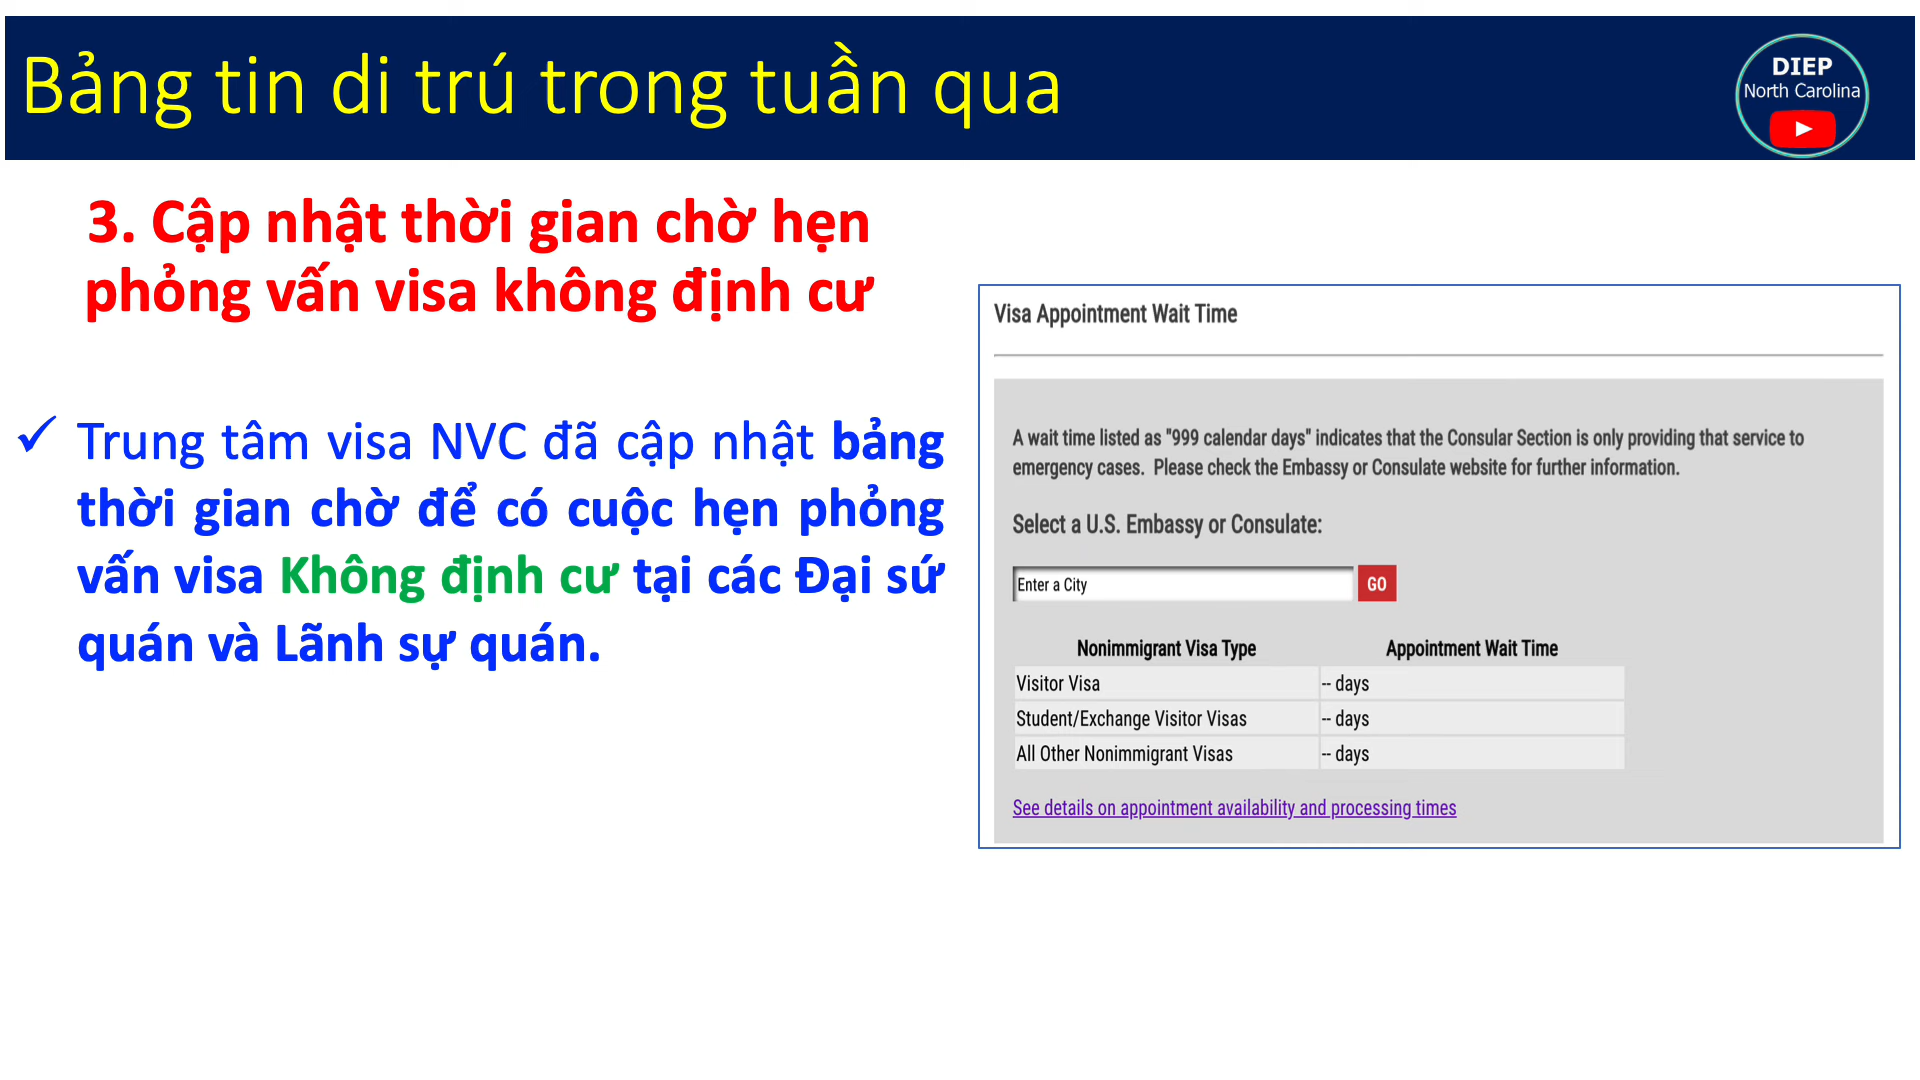 Bảng tin di trú trong tuần qua
DIEP
North Carolina
3. Cập nhật thời gian chờ hẹn
phỏng vấn visa không định cư
✓ Trung tâm visa NVC đã cập nhật bảng
thời gian chờ để có cuộc hẹn phỏng
vấn visa Không định cư tại các Đại sứ
quán và Lãnh sự quán.
Visa Appointment Wait Time
A wait time listed as "999 calendar days" indicates that the Consular Section is only providing that service to
emergency cases. Please check the Embassy or Consulate website for further information.
Select a U.S. Embassy or Consulate:
Enter a City GO
Nonimmigrant Visa Type Appointment Wait Time
Visitor Visa -- days
Student/Exchange Visitor Visas -- days
All Other Nonimmigrant Visas -- days
See details on appointment availability and processing times